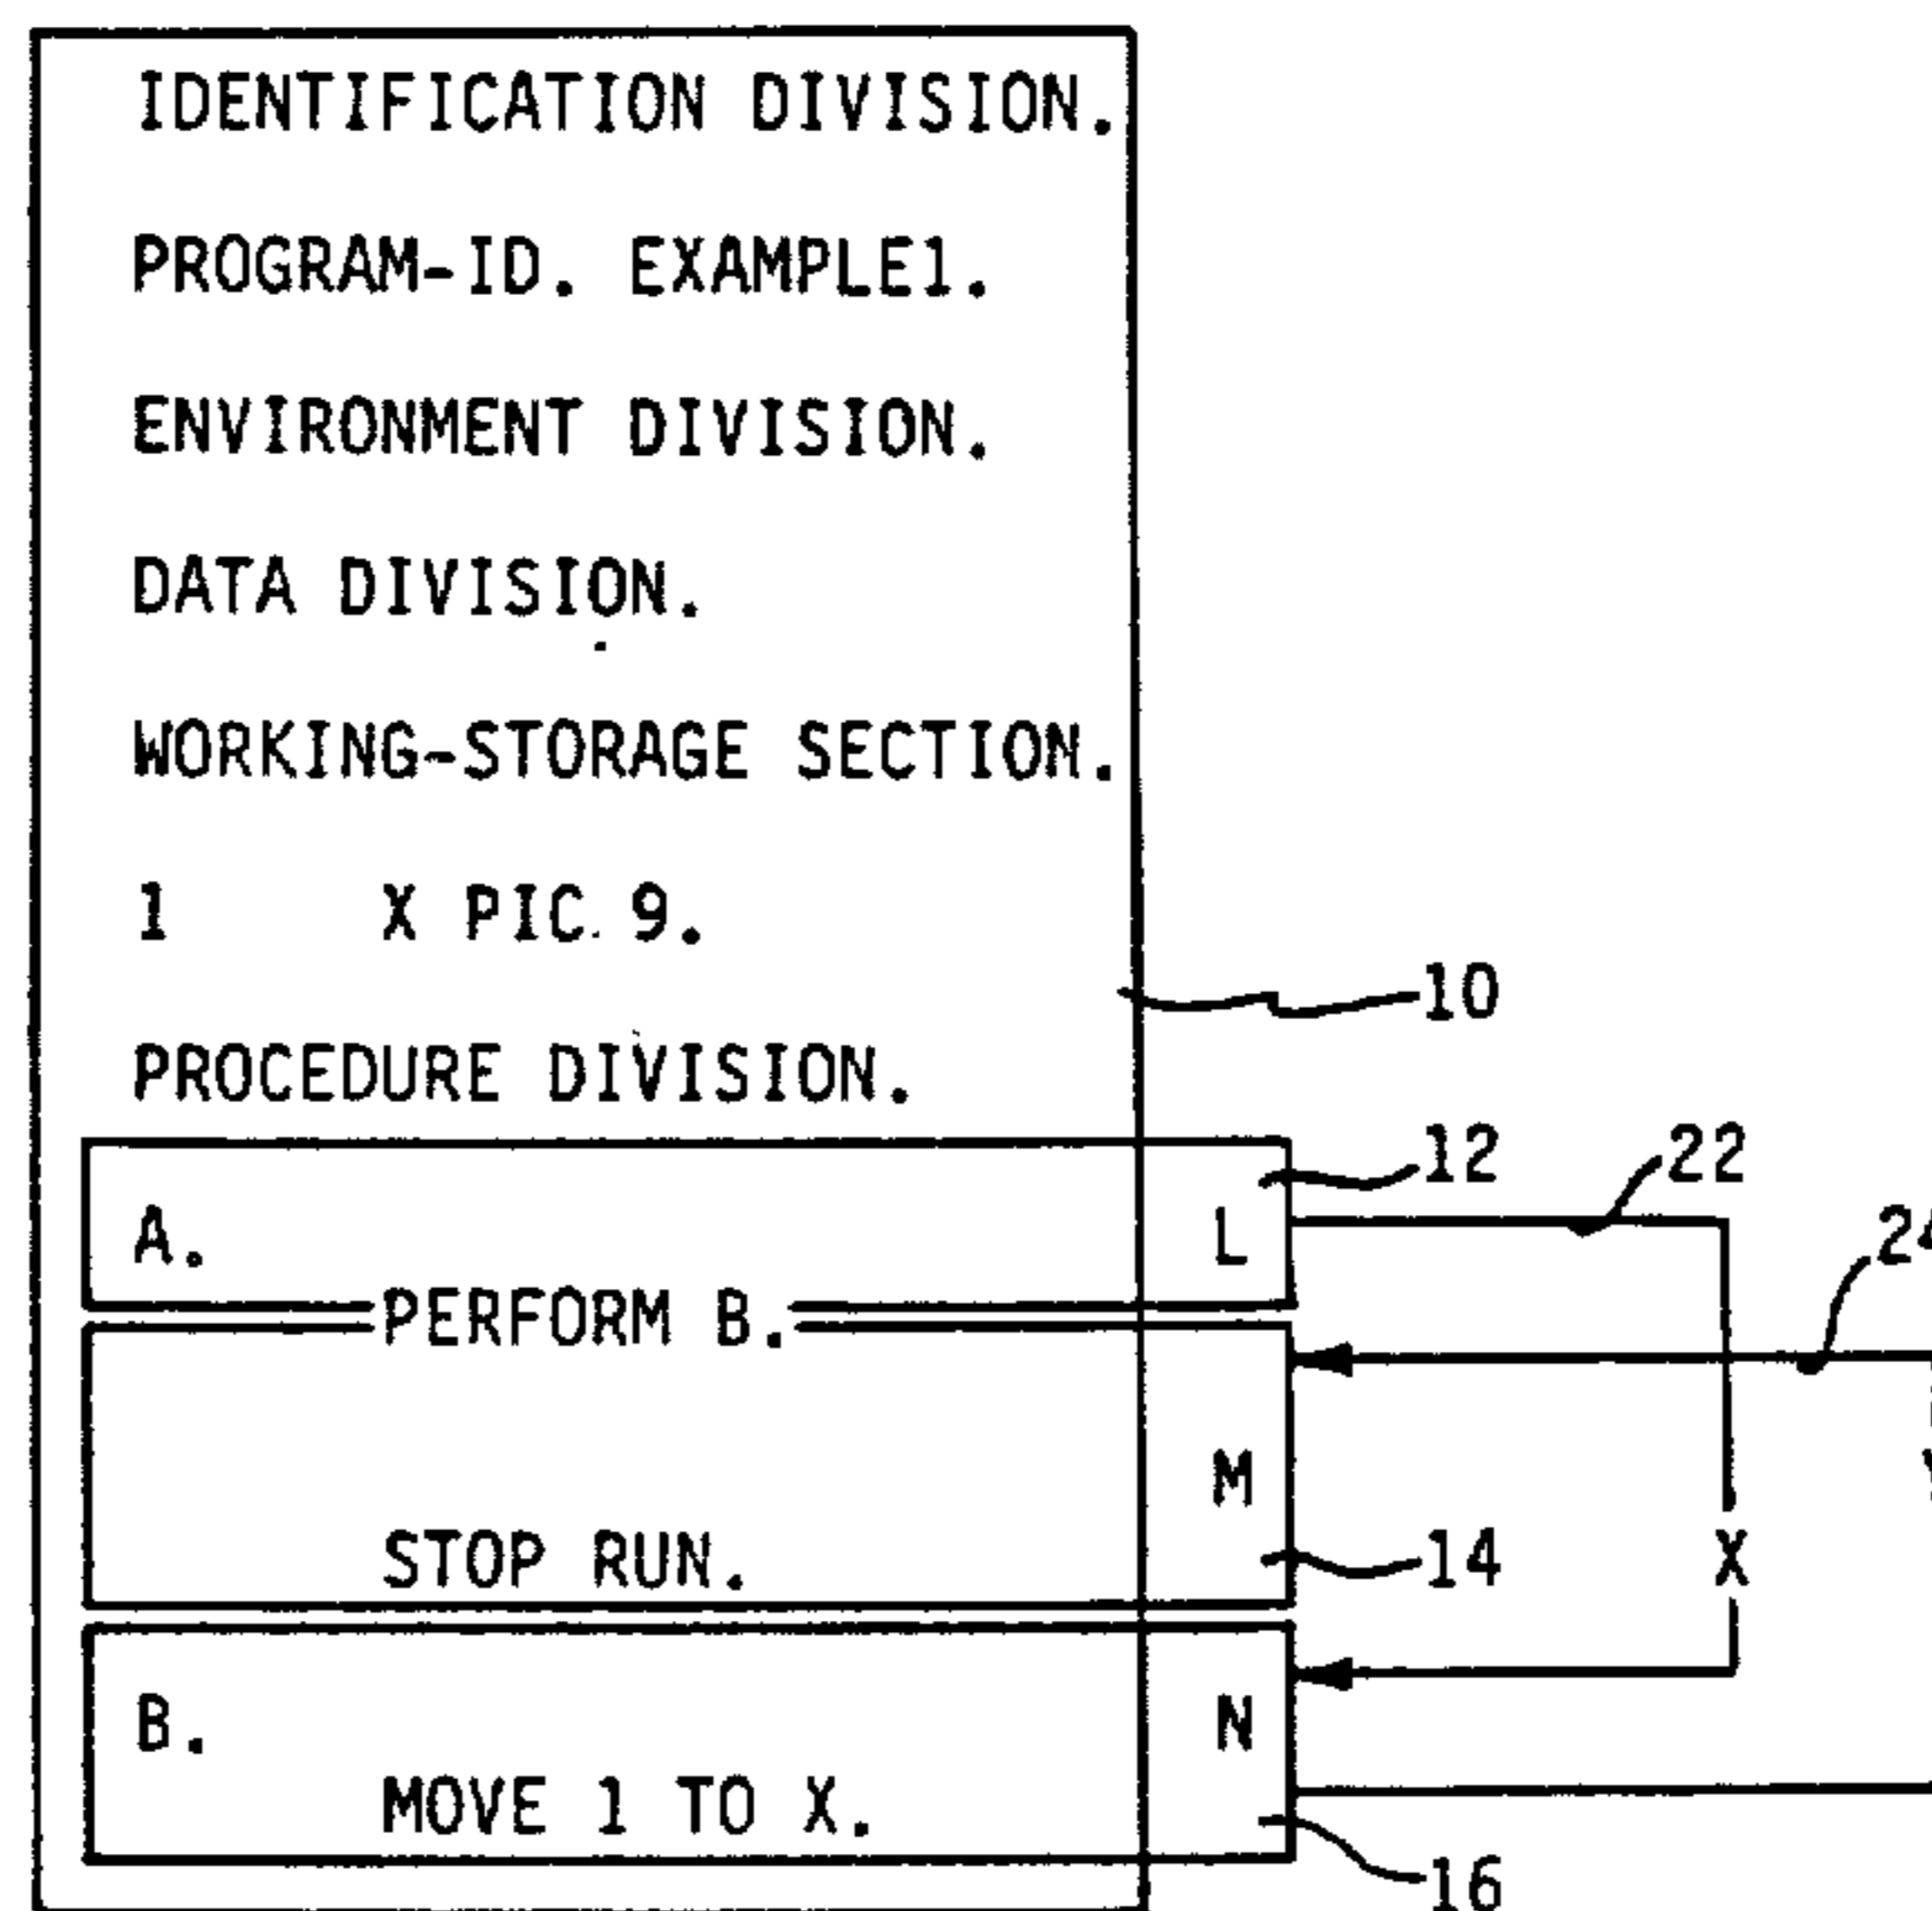 IDENTIFICATION DIVISION.
PROGRAM-ID. EXAMPLE1.
ENVIRONMENT DIVISION.
DATA DIVISION.
WORKING-STORAGE SECTION.
1 X PIC 9.
10
PROCEDURE DIVISION.
12 22
A. L
PERFORM B.
M
STOP RUN. 14 X
B. N
MOVE 1 TO X.
16